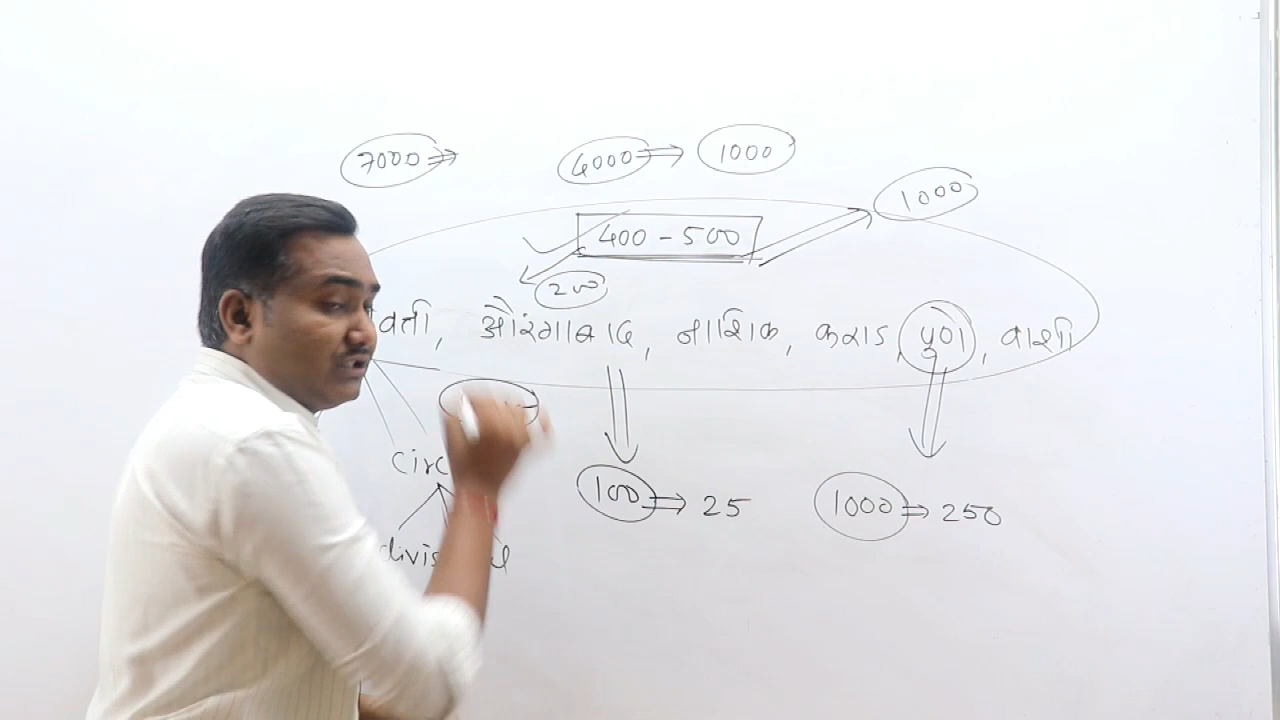 7000 ⇒ 4000 ⇒ 1000
1000
400 - 500
200
वती, औरंगाबाद, नाशिक, कराड, पुणे, वाशी
circ
100 ⇒ 25 1000 ⇒ 250
divis